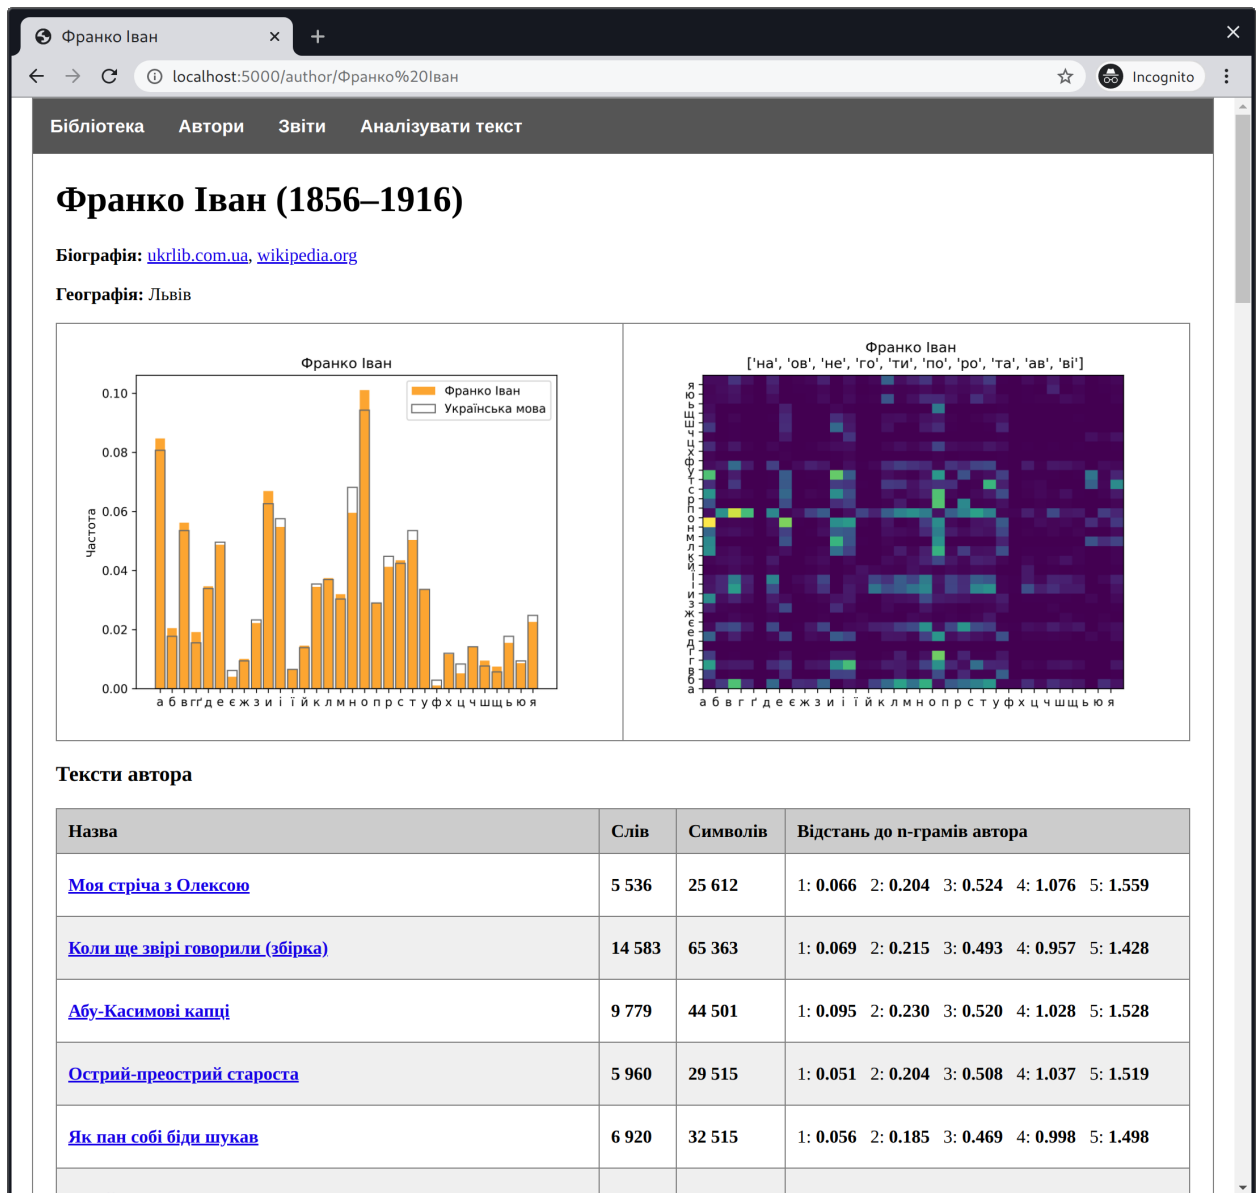 Франко Іван
localhost:5000/author/Франко%20Іван
Incognito
Бібліотека Автори Звіти Аналізувати текст
Франко Іван (1856–1916)
Біографія: ukrlib.com.ua, wikipedia.org
Географія: Львів
Франко Іван
Франко Іван
Українська мова
Частота
0.10
0.08
0.06
0.04
0.02
0.00
а б в г ґ д е є ж з и і ї й к л м н о п р с т у ф х ц ч ш щ ь ю я
Франко Іван
['на', 'ов', 'не', 'го', 'ти', 'по', 'ро', 'та', 'ав', 'ві']
я
ю
ь
щ
ш
ч
ц
х
ф
у
т
с
р
п
о
н
м
л
к
й
ї
і
и
з
ж
є
е
д
ґ
г
в
б
а
а б в г ґ д е є ж з и і ї й к л м н о п р с т у ф х ц ч ш щ ь ю я
Тексти автора
Назва Слів Символів Відстань до n-грамів автора
Моя стріча з Олексою 5 536 25 612 1: 0.066 2: 0.204 3: 0.524 4: 1.076 5: 1.559
Коли ще звірі говорили (збірка) 14 583 65 363 1: 0.069 2: 0.215 3: 0.493 4: 0.957 5: 1.428
Абу-Касимові капці 9 779 44 501 1: 0.095 2: 0.230 3: 0.520 4: 1.028 5: 1.528
Острий-преострий староста 5 960 29 515 1: 0.051 2: 0.204 3: 0.508 4: 1.037 5: 1.519
Як пан собі біди шукав 6 920 32 515 1: 0.056 2: 0.185 3: 0.469 4: 0.998 5: 1.498